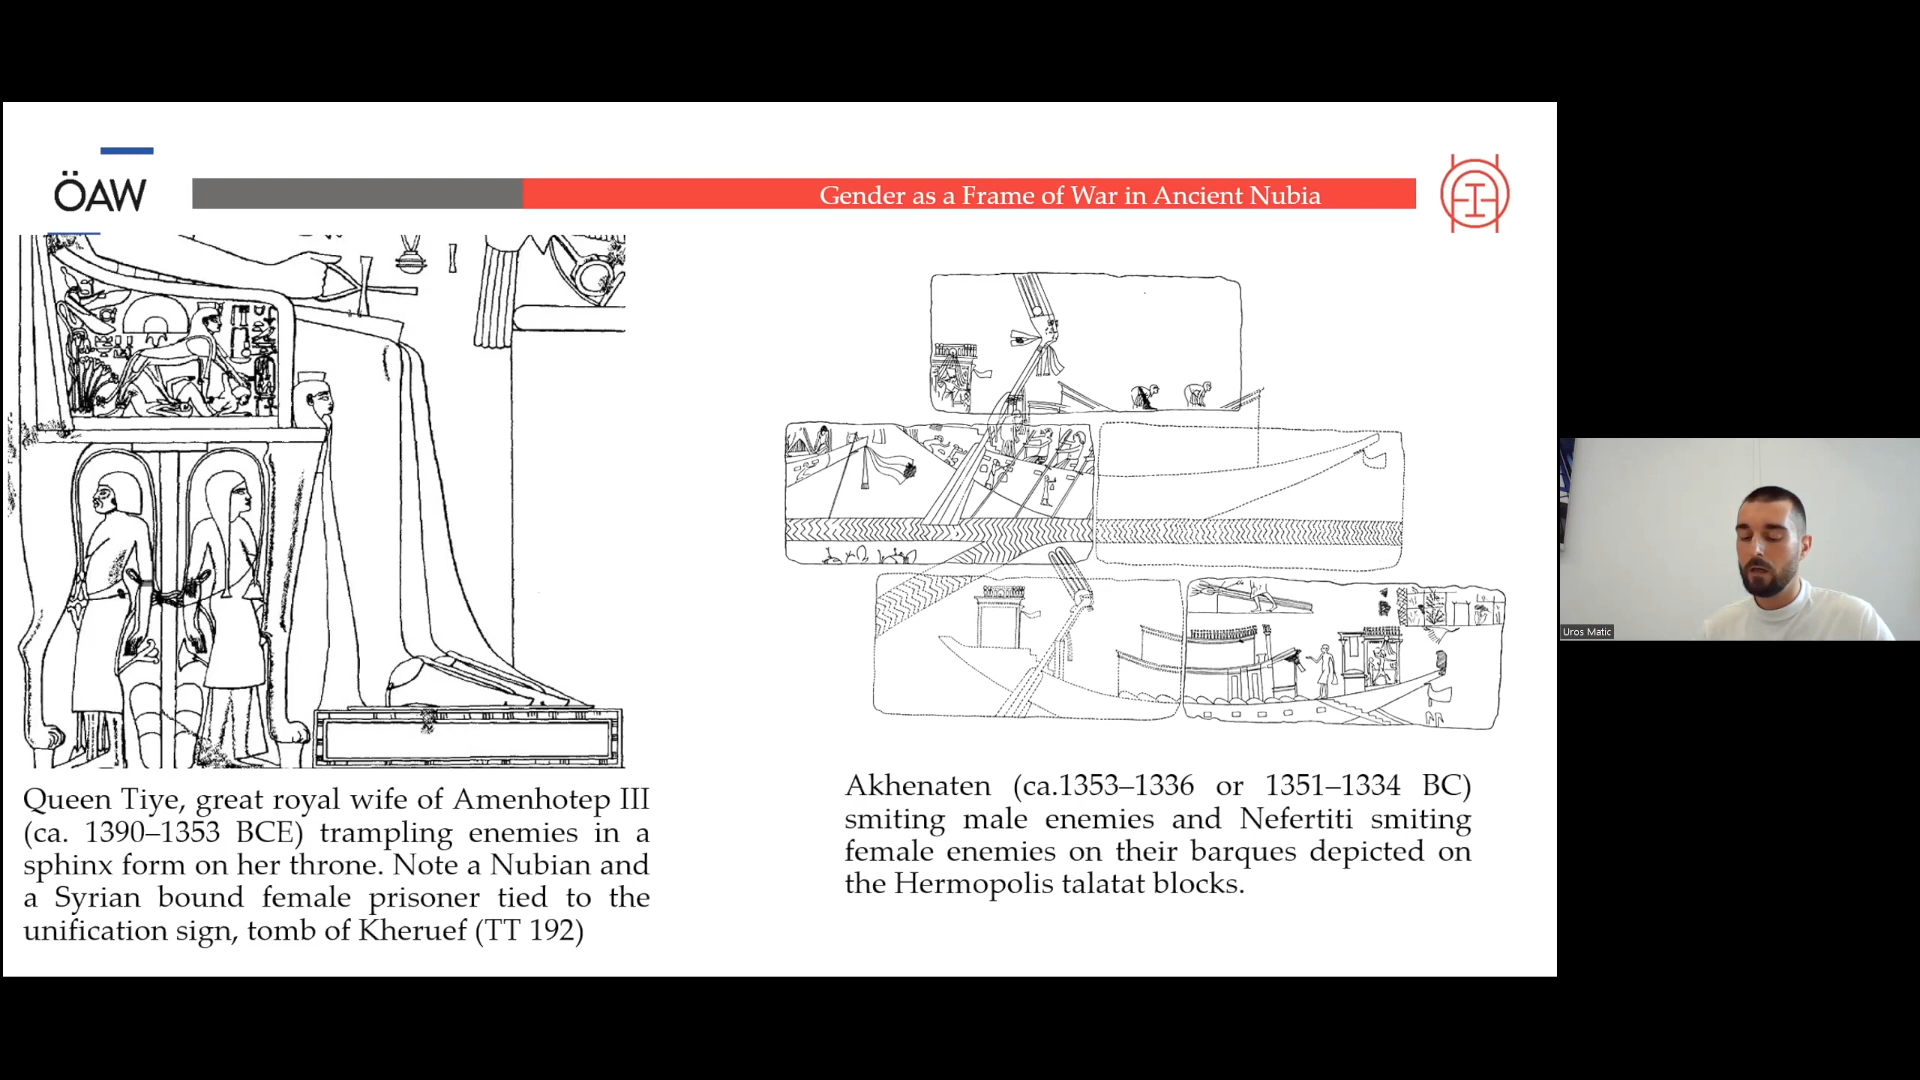 ÖAW
Gender as a Frame of War in Ancient Nubia
Queen Tiye, great royal wife of Amenhotep III
(ca. 1390–1353 BCE) trampling enemies in a
sphinx form on her throne. Note a Nubian and
a Syrian bound female prisoner tied to the
unification sign, tomb of Kheruef (TT 192)
Akhenaten (ca.1353–1336 or 1351–1334 BC)
smiting male enemies and Nefertiti smiting
female enemies on their barques depicted on
the Hermopolis talatat blocks.
Uros Matic